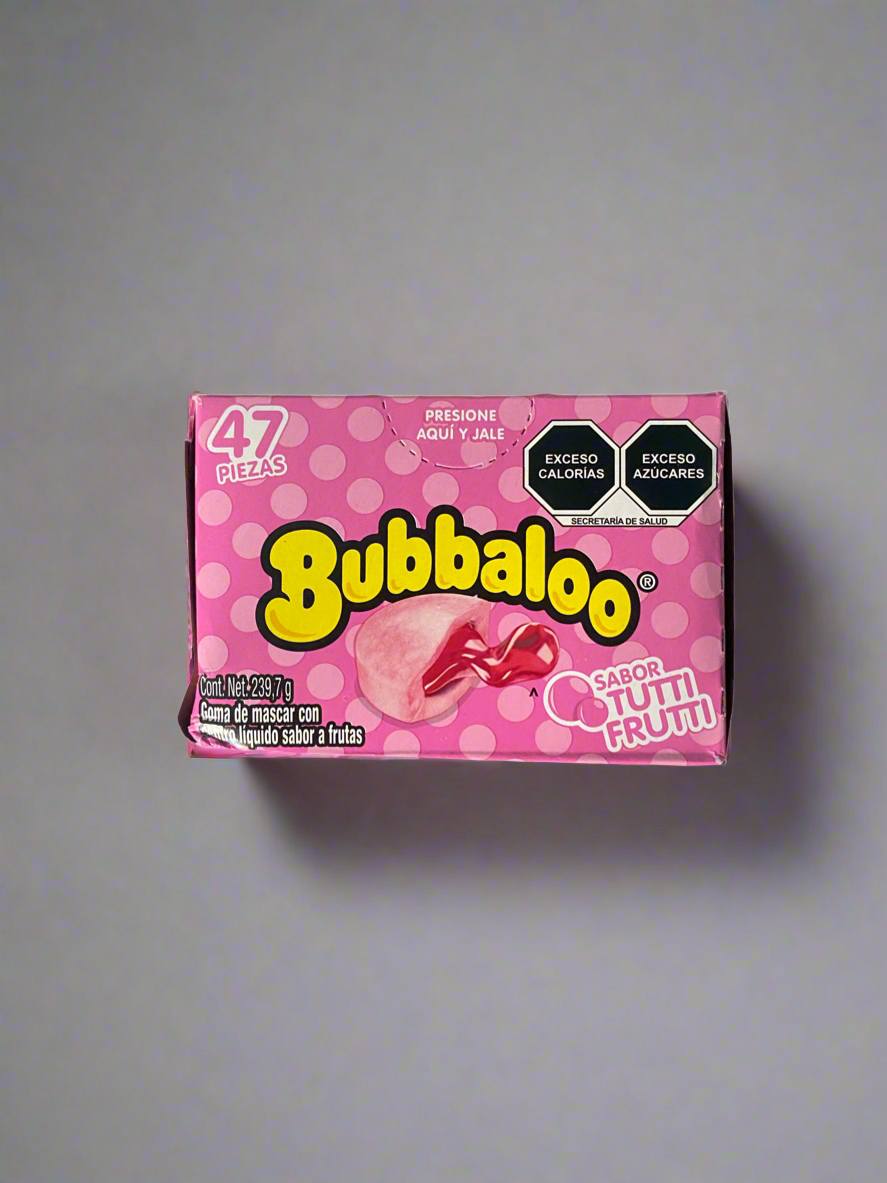 47
PIEZAS
PRESIONE
AQUÍ Y JALE
EXCESO
CALORÍAS
EXCESO
AZÚCARES
SECRETARÍA DE SALUD
Bubbaloo®
Cont. Net. 239,7 g
Goma de mascar con
líquido sabor a frutas
SABOR
TUTTI
FRUTTI